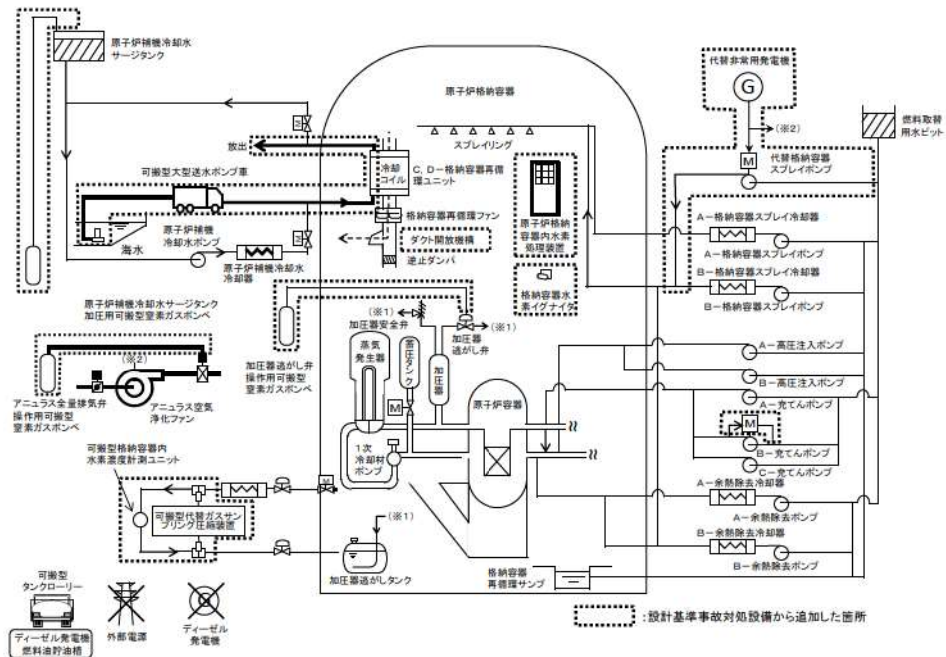 原子炉補機冷却水
サージタンク
放出
可搬型大型送水ポンプ車
海水
原子炉補機
冷却水ポンプ
原子炉補機冷却水
冷却器
原子炉補機冷却水サージタンク
加圧用可搬型窒素ガスボンベ
(※2)
アニュラス全量排気弁
操作用可搬型
窒素ガスボンベ
アニュラス空気
浄化ファン
可搬型格納容器内
水素濃度計測ユニット
可搬型代替ガスサン
プリング圧縮装置
可搬型
タンクローリー
ディーゼル発電機
燃料油貯油槽
外部電源
ディーゼル
発電機
原子炉格納容器
スプレイリング
M
冷却
コイル
C, D-格納容器再循
環ユニット
格納容器再循環ファン
ダクト開放機構
逆止ダンパ
M
原子炉格納
容器内水素
処理装置
格納容器水
素イグナイタ
加圧器逃がし弁
操作用可搬型
窒素ガスボンベ
(※1)
加圧器安全弁
(※1)
加圧器
逃がし弁
蒸気
発生器
蓄圧タンク
加圧器
M
原子炉容器
1次
冷却材
ポンプ
M
(※1)
加圧器逃がしタンク
格納容器
再循環サンプ
代替非常用発電機
G
(※2)
M
代替格納容器
スプレイポンプ
燃料取替
用水ピット
A-格納容器スプレイ冷却器
A-格納容器スプレイポンプ
B-格納容器スプレイ冷却器
B-格納容器スプレイポンプ
A-高圧注入ポンプ
B-高圧注入ポンプ
A-充てんポンプ
M
B-充てんポンプ
C-充てんポンプ
A-余熱除去冷却器
A-余熱除去ポンプ
B-余熱除去冷却器
B-余熱除去ポンプ
:設計基準事故対処設備から追加した箇所